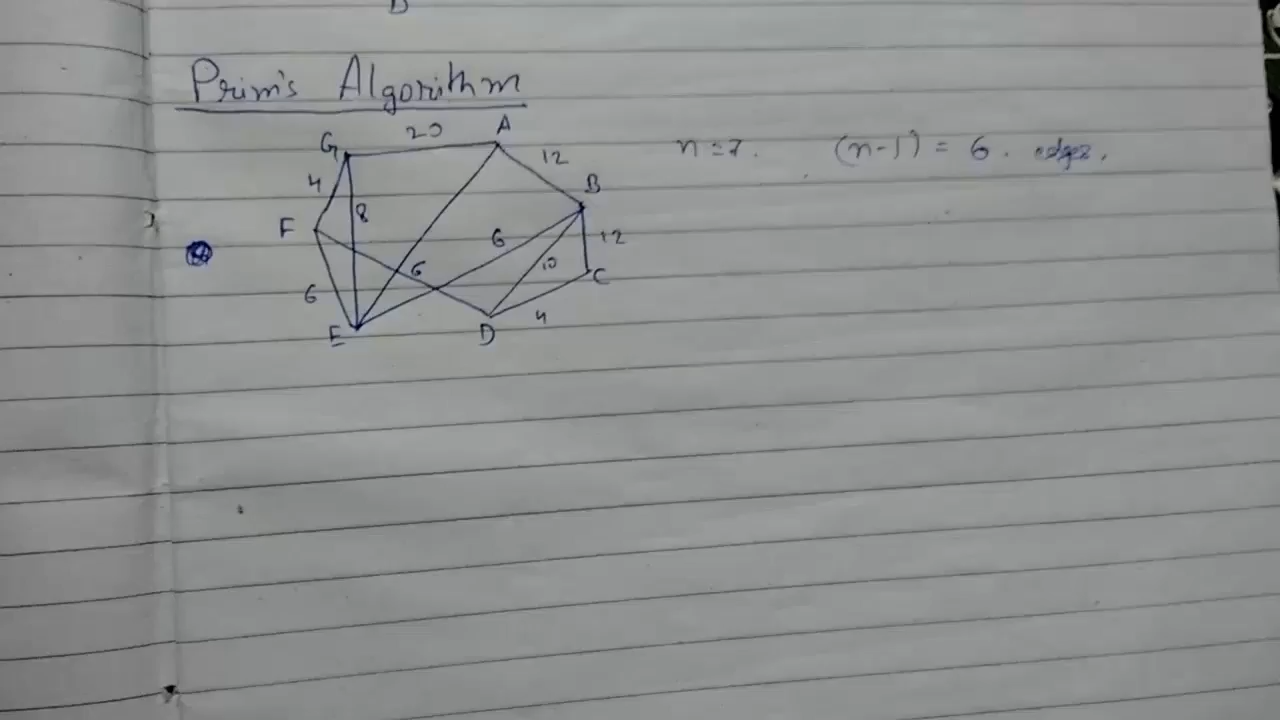 D
Prim's Algorithm
G 20 A
12
n=7. (n-1) = 6. edges.
4 B
8
F 6 12
6 10
6 C
E D 4